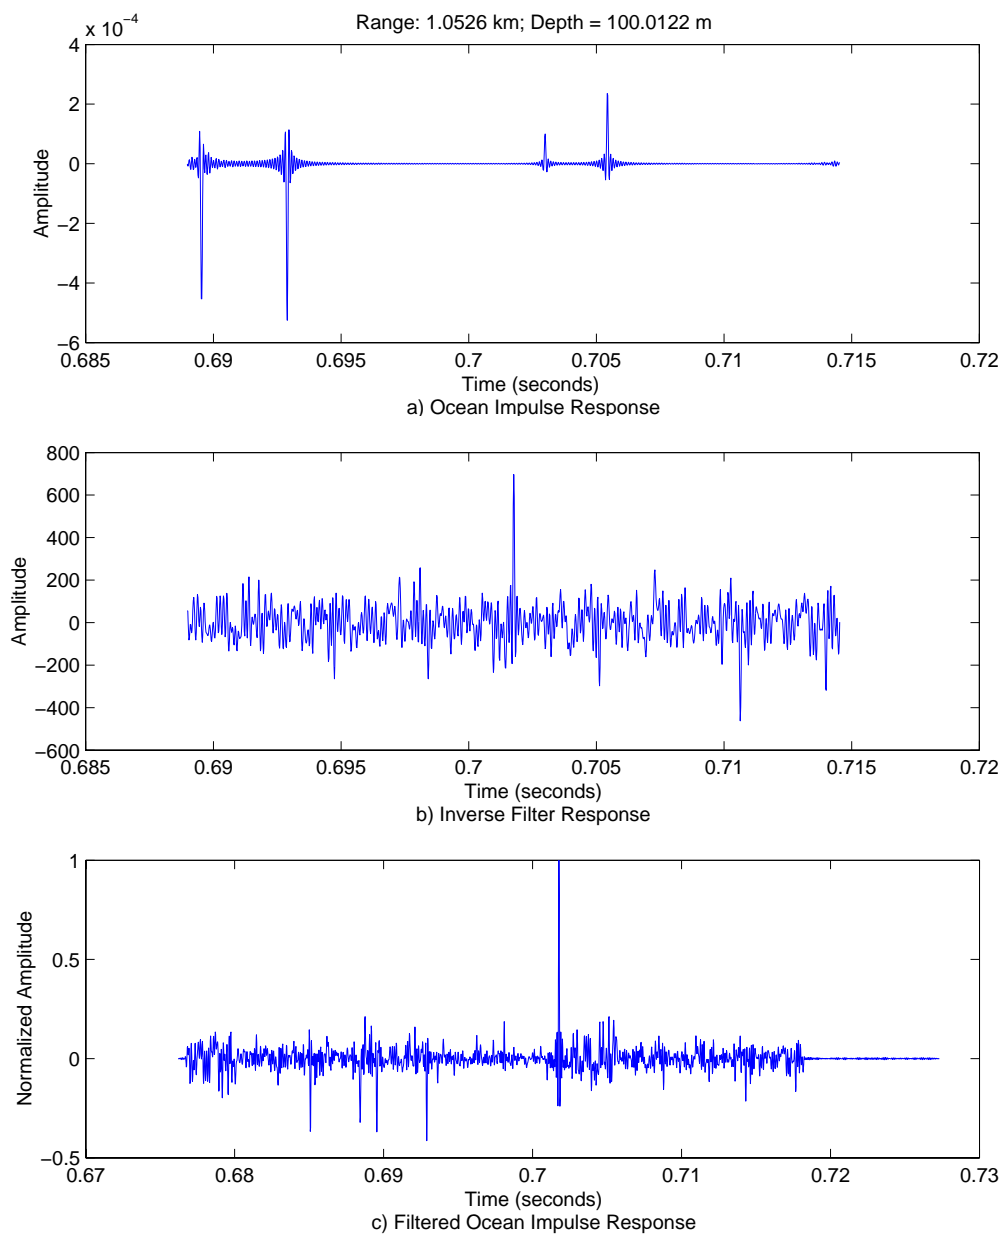 Range: 1.0526 km; Depth = 100.0122 m
x 10⁻⁴
4
2
0
−2
−4
−6
Amplitude
0.685 0.69 0.695 0.7 0.705 0.71 0.715 0.72
Time (seconds)
a) Ocean Impulse Response
800
600
400
200
0
−200
−400
−600
Amplitude
0.685 0.69 0.695 0.7 0.705 0.71 0.715 0.72
Time (seconds)
b) Inverse Filter Response
1
0.5
0
−0.5
Normalized Amplitude
0.67 0.68 0.69 0.7 0.71 0.72 0.73
Time (seconds)
c) Filtered Ocean Impulse Response